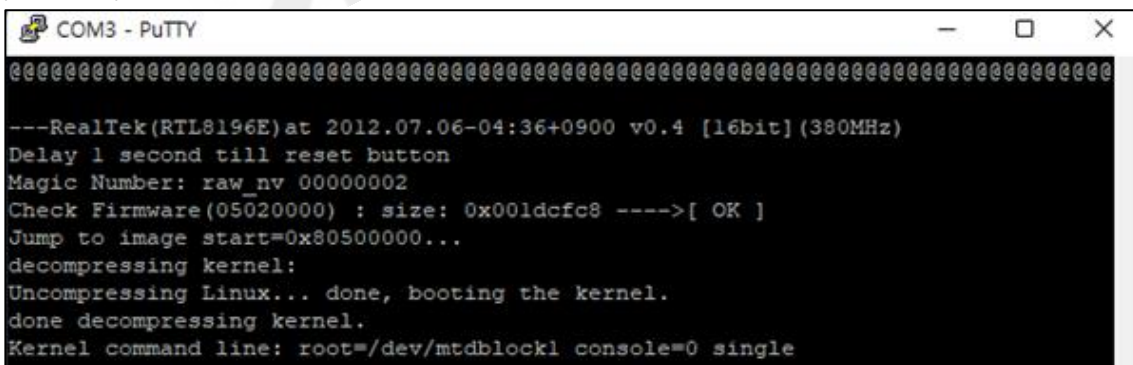 COM3 - PuTTY
@@@@@@@@@@@@@@@@@@@@@@@@@@@@@@@@@@@@@@@@@@@@@@@@@@@@@@@@@@@@@@@@@@@@@@@@@@@@@@@@
---RealTek(RTL8196E)at 2012.07.06-04:36+0900 v0.4 [16bit](380MHz)
Delay 1 second till reset button
Magic Number: raw_nv 00000002
Check Firmware(05020000) : size: 0x001dcfc8 ---->[ OK ]
Jump to image start=0x80500000...
decompressing kernel:
Uncompressing Linux... done, booting the kernel.
done decompressing kernel.
Kernel command line: root=/dev/mtdblock1 console=0 single